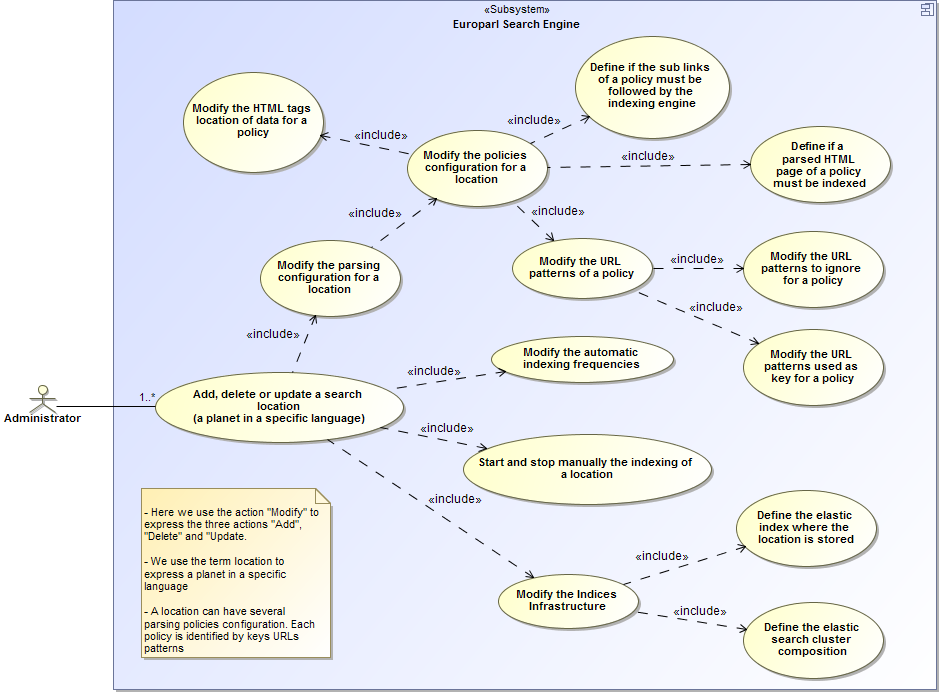 «Subsystem»
Europarl Search Engine
Define if the sub links
of a policy must be
followed by the
indexing engine
Modify the HTML tags
location of data for a
policy
«include»
«include»
Modify the policies
configuration for a
location
«include»
Define if a
parsed HTML
page of a policy
must be indexed
«include»
«include»
Modify the parsing
configuration for a
location
Modify the URL
patterns of a policy
«include»
Modify the URL
patterns to ignore
for a policy
«include»
«include»
Modify the automatic
indexing frequencies
Modify the URL
patterns used as
key for a policy
«include»
Administrator
1..*
Add, delete or update a search
location
(a planet in a specific language)
«include»
Start and stop manually the indexing of
a location
«include»
- Here we use the action "Modify" to
express the three actions "Add",
"Delete" and "Update.
- We use the term location to
express a planet in a specific
language
- A location can have several
parsing policies configuration. Each
policy is identified by keys URLs
patterns
Define the elastic
index where the
location is stored
«include»
Modify the Indices
Infrastructure
«include»
Define the elastic
search cluster
composition